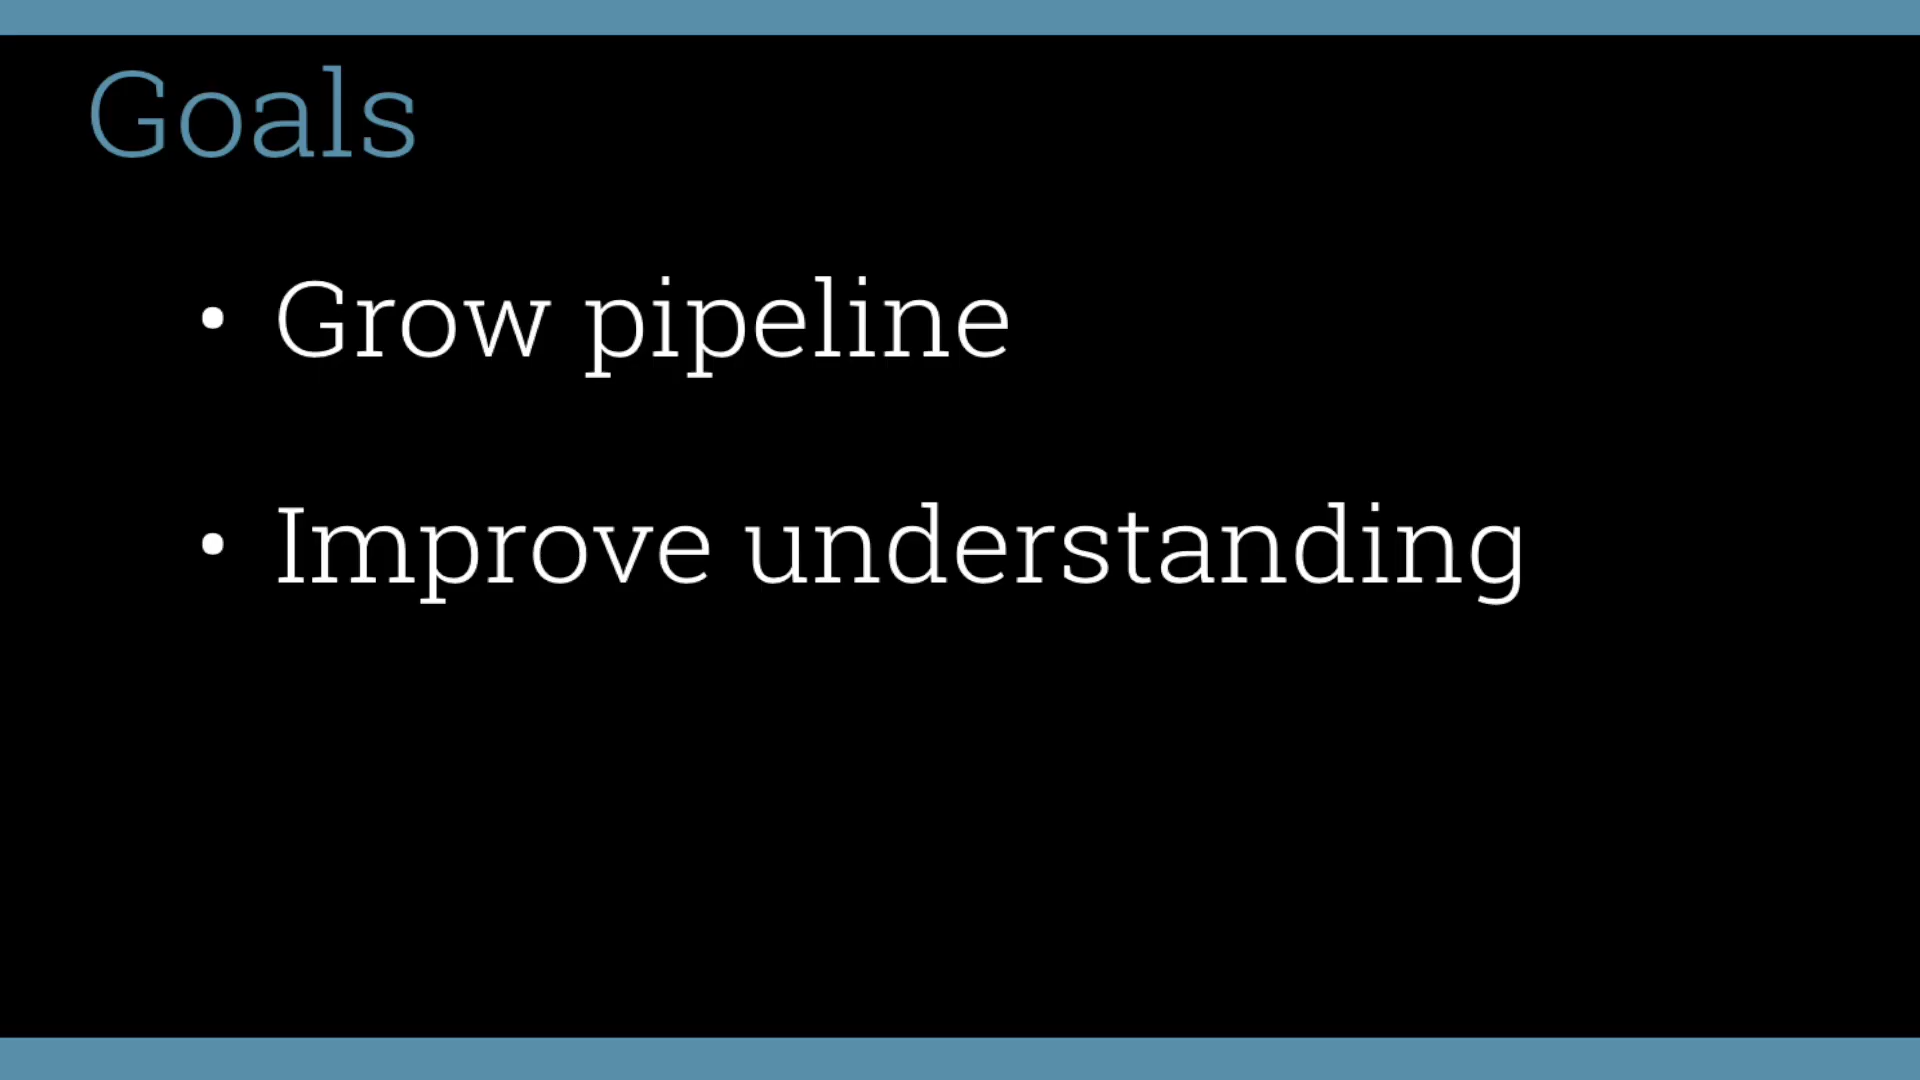 Goals
• Grow pipeline
• Improve understanding